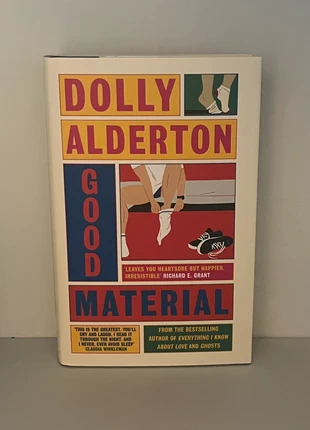 DOLLY
ALDERTON
GOOD
'LEAVES YOU HEARTSORE BUT HAPPIER.
IRRESISTIBLE' RICHARD E. GRANT
MATERIAL
'THIS IS THE GREATEST. YOU'LL
CRY AND LAUGH. I READ IT
THROUGH THE NIGHT. AND
I NEVER, EVER AVOID SLEEP'
CLAUDIA WINKLEMAN
FROM THE BESTSELLING
AUTHOR OF EVERYTHING I KNOW
ABOUT LOVE AND GHOSTS